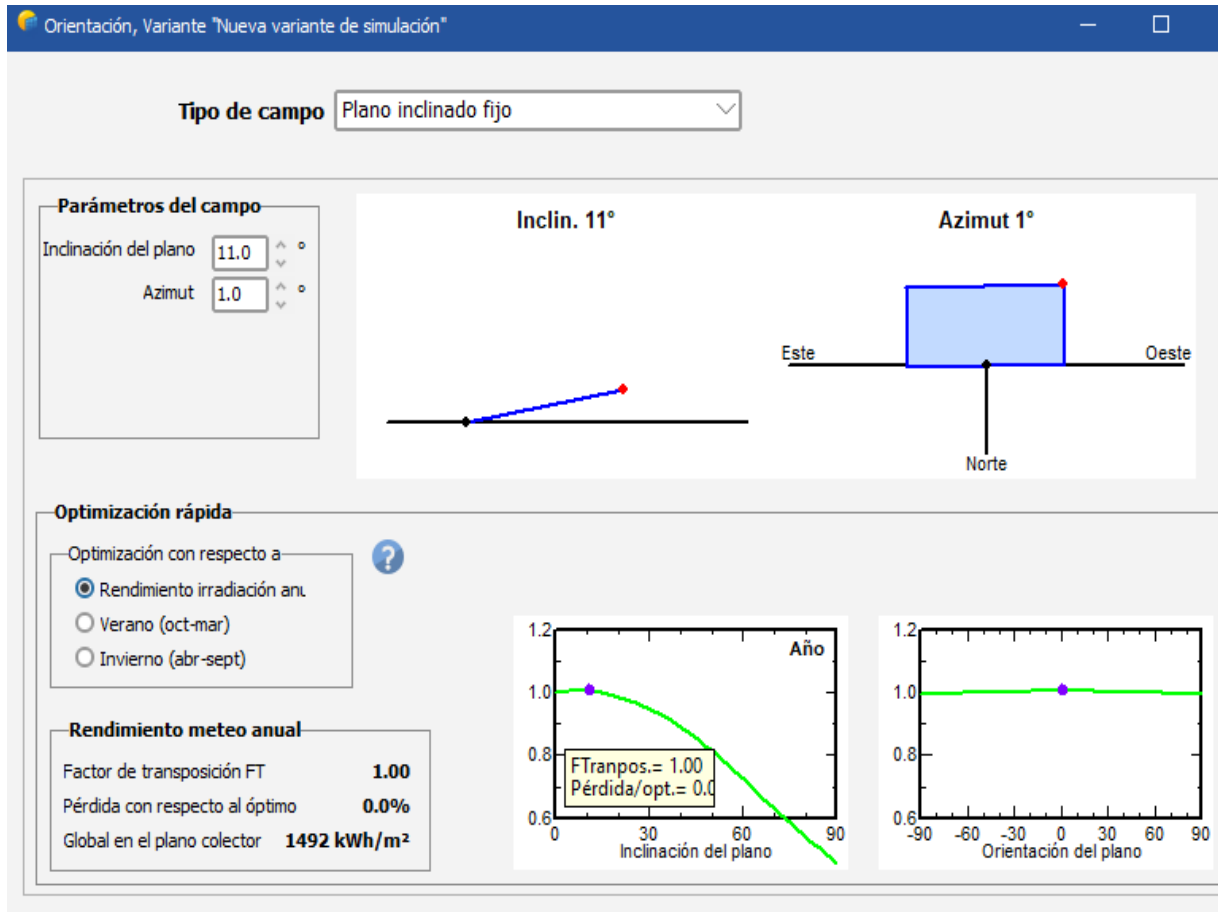 Orientación, Variante "Nueva variante de simulación"
Tipo de campo Plano inclinado fijo
Parámetros del campo
Inclinación del plano 11.0 °
Azimut 1.0 °
Inclin. 11°
Azimut 1°
Este
Oeste
Norte
Optimización rápida
Optimización con respecto a
Rendimiento irradiación anu
Verano (oct-mar)
Invierno (abr-sept)
?
Rendimiento meteo anual
Factor de transposición FT 1.00
Pérdida con respecto al óptimo 0.0%
Global en el plano colector 1492 kWh/m²
1.2
Año
1.0
0.8
FTranpos.= 1.00
Pérdida/opt.= 0.0
0.6
0 30 60 90
Inclinación del plano
1.2
1.0
0.8
0.6
-90 -60 -30 0 30 60 90
Orientación del plano